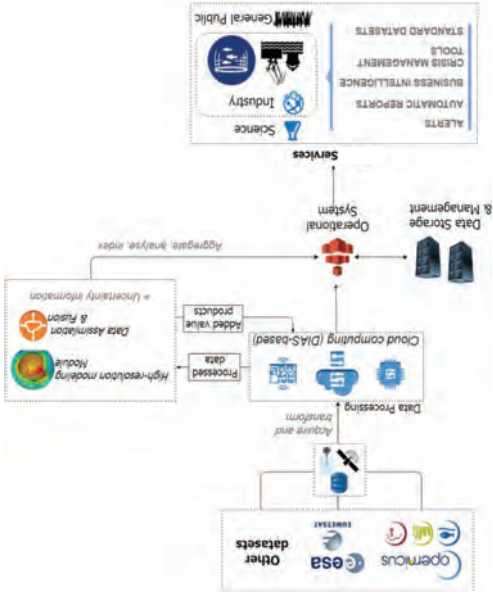 opernicus
esa
EUMETSAT
Other
datasets
Acquire and
transform
Data Processing
Cloud computing (DIAS-based)
Processed
data
Added value
products
High-resolution modeling
Module
Data Assimilation
& Fusion
+ Uncertainty information
Aggregate, analyse, index
Data Storage
& Management
Operational
System
Services
ALERTS
AUTOMATIC REPORTS
BUSINESS INTELLIGENCE
CRISIS MANAGEMENT
TOOLS
STANDARD DATASETS
Science
Industry
General Public